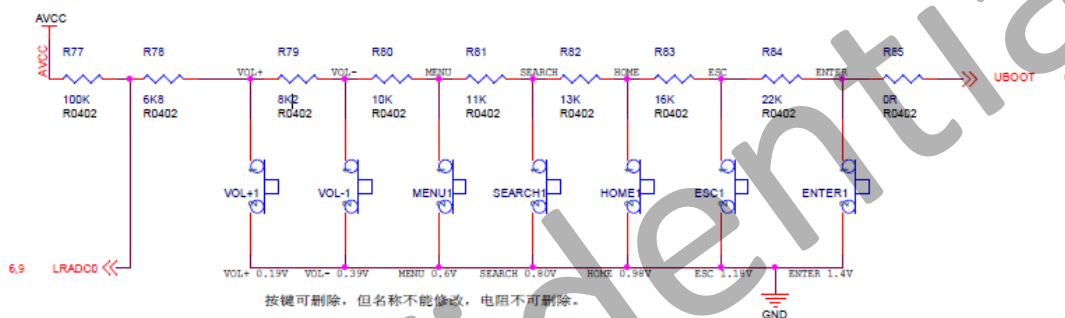 AVCC
AVCC
R77 R78 R79 R80 R81 R82 R83 R84 R85
VOL+ VOL- MENU SEARCH HOME ESC ENTER
UBOOT
100K 6K8 8K2 10K 11K 13K 16K 22K 0R
R0402 R0402 R0402 R0402 R0402 R0402 R0402 R0402 R0402
VOL+1 VOL-1 MENU1 SEARCH1 HOME1 ESC1 ENTER1
6,9 LRADC0
VOL+ 0.19V VOL- 0.39V MENU 0.6V SEARCH 0.80V HOME 0.98V ESC 1.18V ENTER 1.4V
按键可删除，但名称不能修改，电阻不可删除。
GND